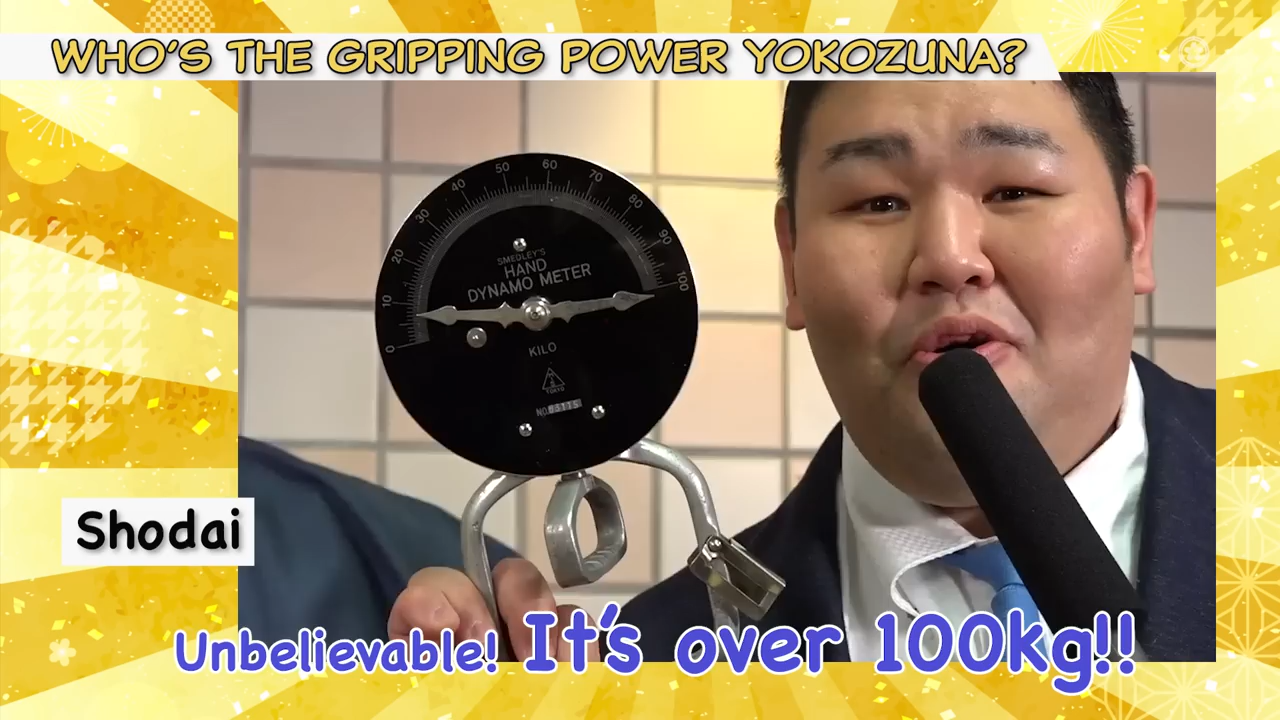 WHO'S THE GRIPPING POWER YOKOZUNA?
0 10 20 30 40 50 60 70 80 90 100
SMEDLEY'S
HAND
DYNAMO METER
KILO
TOKYO
Shodai
Unbelievable! It's over 100kg!!